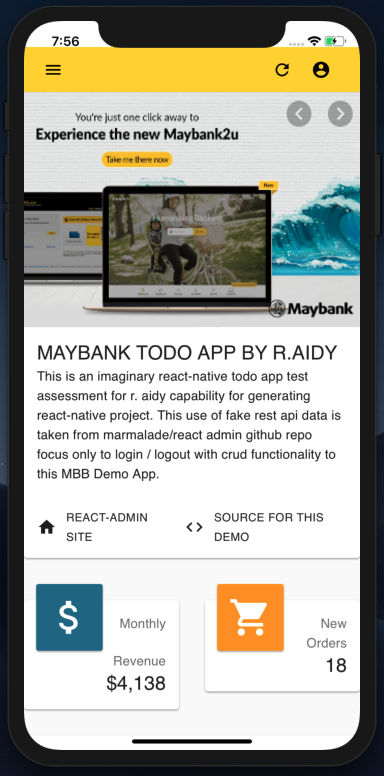 7:56
You're just one click away to
Experience the new Maybank2u
Take me there now
New
Humanising Banking
Maybank
MAYBANK TODO APP BY R.AIDY
This is an imaginary react-native todo app test
assessment for r. aidy capability for generating
react-native project. This use of fake rest api data is
taken from marmalade/react admin github repo
focus only to login / logout with crud functionality to
this MBB Demo App.
REACT-ADMIN
SITE
SOURCE FOR THIS
DEMO
Monthly
Revenue
$4,138
New
Orders
18